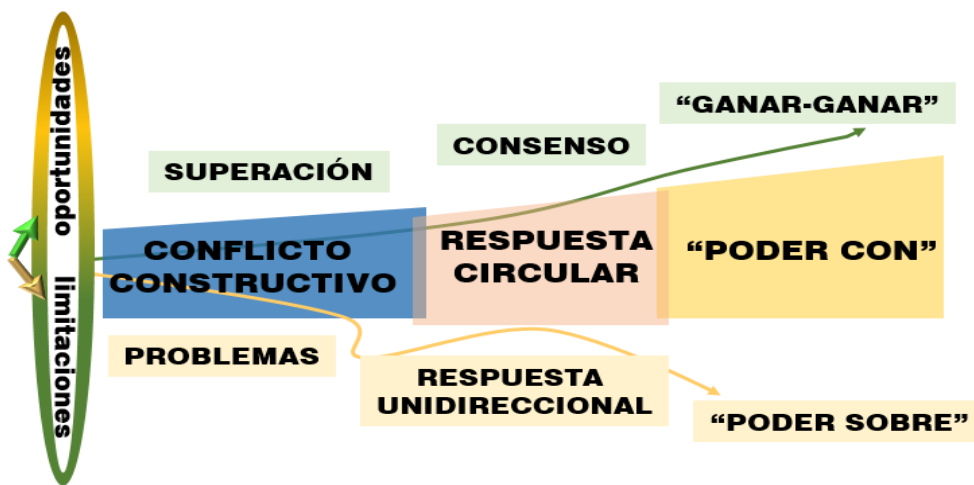 oportunidades
limitaciones
“GANAR-GANAR”
CONSENSO
SUPERACIÓN
CONFLICTO
CONSTRUCTIVO
RESPUESTA
CIRCULAR
“PODER CON”
PROBLEMAS
RESPUESTA
UNIDIRECCIONAL
“PODER SOBRE”